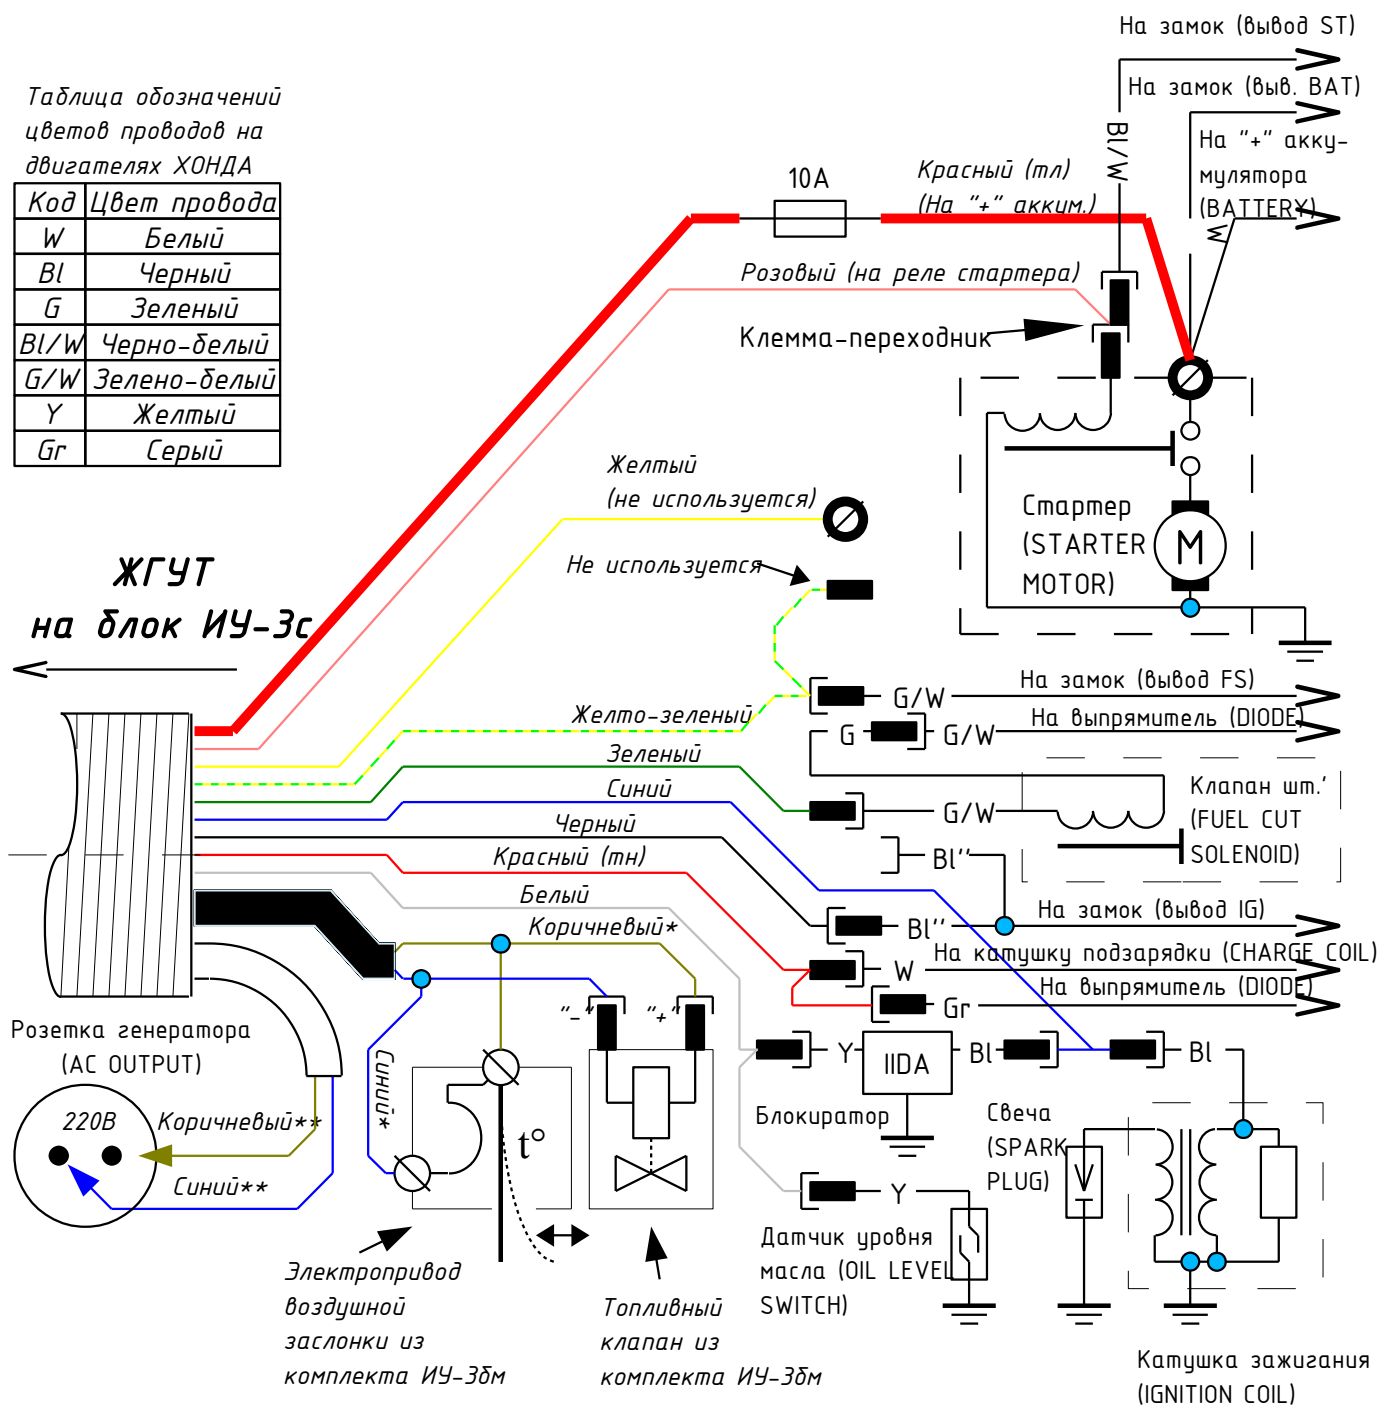 На замок (вывод ST)
На замок (выв. BAT)
Таблица обозначений
цветов проводов на
двигателях ХОНДА
Код Цвет провода
W Белый
Bl Черный
G Зеленый
Bl/W Черно-белый
G/W Зелено-белый
Y Желтый
Gr Серый
Bl/W
На "+" акку-
мулятора
(BATTERY)
W
10A
Красный (тл)
(На "+" аккум.)
Розовый (на реле стартера)
Клемма-переходник
Желтый
(не используется)
Не используется
Стартер
(STARTER
MOTOR)
M
ЖГУТ
на блок ИУ-3с
Желто-зеленый
G/W
На замок (вывод FS)
G
G/W
На выпрямитель (DIODE)
Зеленый
Синий
G/W
Клапан шт.'
(FUEL CUT
SOLENOID)
Черный
Bl''
Красный (тн)
Белый
Коричневый*
Bl''
На замок (вывод IG)
W
На катушку подзарядки (CHARGE COIL)
Gr
На выпрямитель (DIODE)
"-"
"+"
Розетка генератора
(AC OUTPUT)
220В
Коричневый**
Синий**
Синий*
t°
Y
IIDA
Bl
Bl
Блокиратор
Свеча
(SPARK
PLUG)
Y
Датчик уровня
масла (OIL LEVEL
SWITCH)
Электропривод
воздушной
заслонки из
комплекта ИУ-3бм
Топливный
клапан из
комплекта ИУ-3бм
Катушка зажигания
(IGNITION COIL)